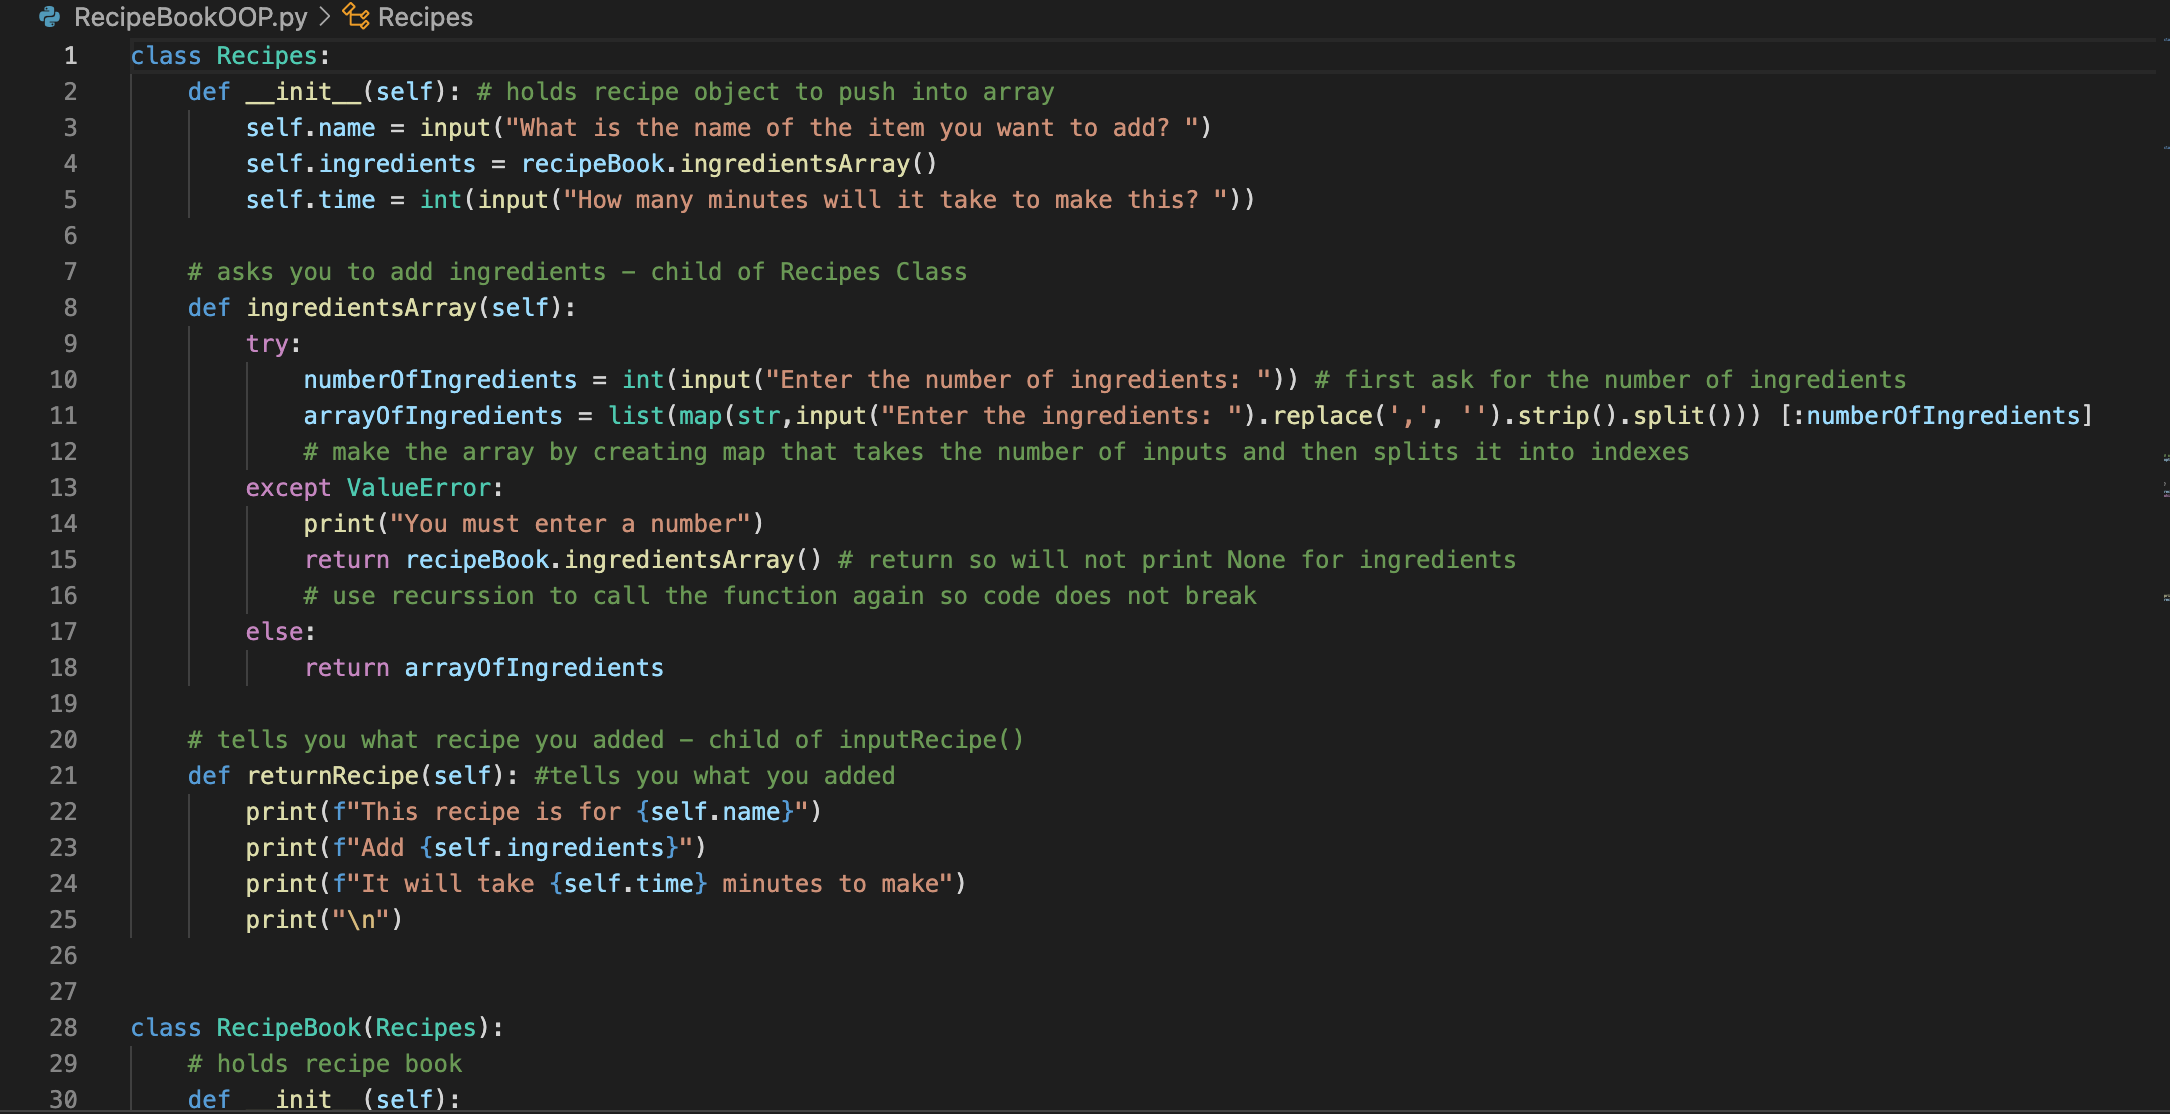 RecipeBookOOP.py > Recipes
1 class Recipes:
2 def __init__(self): # holds recipe object to push into array
3 self.name = input("What is the name of the item you want to add? ")
4 self.ingredients = recipeBook.ingredientsArray()
5 self.time = int(input("How many minutes will it take to make this? "))
6
7 # asks you to add ingredients – child of Recipes Class
8 def ingredientsArray(self):
9 try:
10 numberOfIngredients = int(input("Enter the number of ingredients: ")) # first ask for the number of ingredients
11 arrayOfIngredients = list(map(str,input("Enter the ingredients: ").replace(',', '').strip().split())) [:numberOfIngredients]
12 # make the array by creating map that takes the number of inputs and then splits it into indexes
13 except ValueError:
14 print("You must enter a number")
15 return recipeBook.ingredientsArray() # return so will not print None for ingredients
16 # use recurssion to call the function again so code does not break
17 else:
18 return arrayOfIngredients
19
20 # tells you what recipe you added – child of inputRecipe()
21 def returnRecipe(self): #tells you what you added
22 print(f"This recipe is for {self.name}")
23 print(f"Add {self.ingredients}")
24 print(f"It will take {self.time} minutes to make")
25 print("\n")
26
27
28 class RecipeBook(Recipes):
29 # holds recipe book
30 def __init__(self):